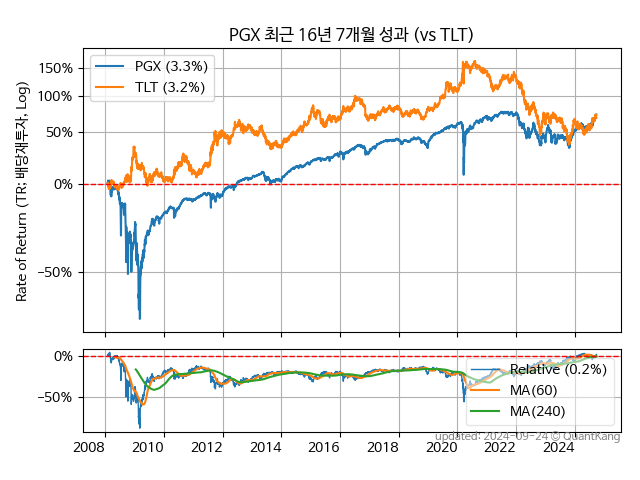 PGX 최근 16년 7개월 성과 (vs TLT)
Rate of Return (TR: 배당재투자, Log)
150%
100%
50%
0%
−50%
PGX (3.3%)
TLT (3.2%)
0%
−50%
Relative (0.2%)
MA(60)
MA(240)
2008 2010 2012 2014 2016 2018 2020 2022 2024
updated: 2024-09-24 © QuantKang